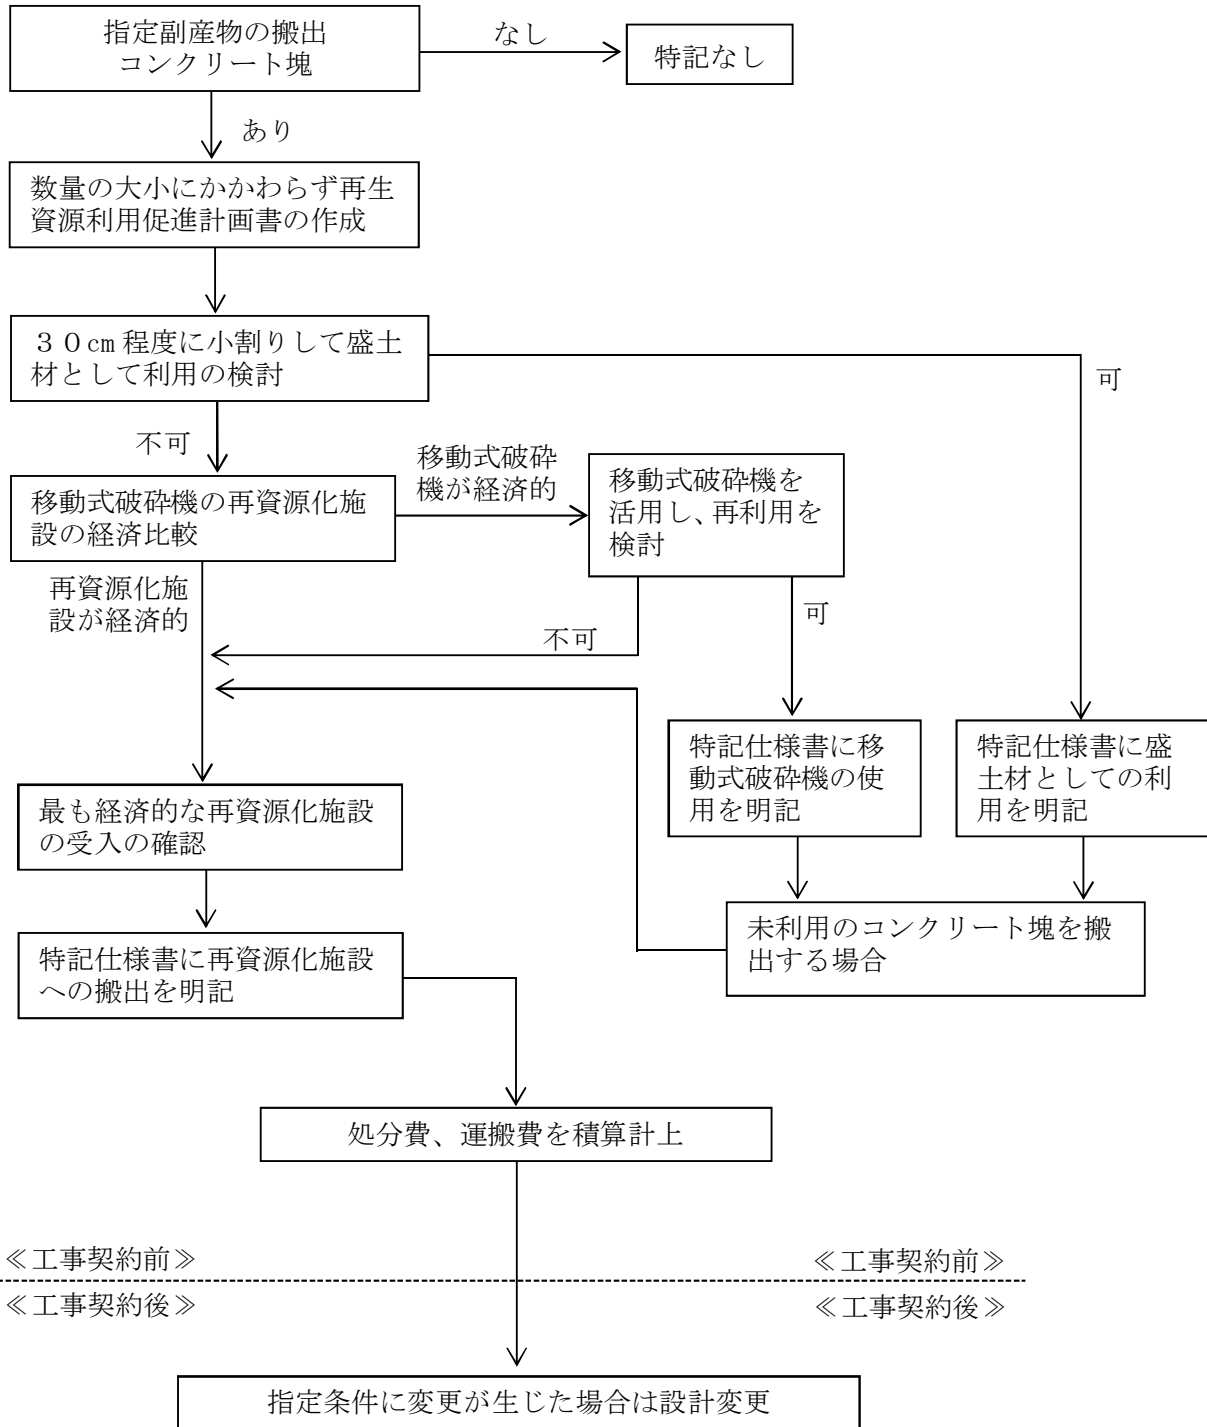 指定副産物の搬出
コンクリート塊
なし
特記なし
あり
数量の大小にかかわらず再生
資源利用促進計画書の作成
３０cm 程度に小割りして盛土
材として利用の検討
可
不可
移動式破砕
機が経済的
移動式破砕機の再資源化施
設の経済比較
移動式破砕機を
活用し、再利用を
検討
再資源化施
設が経済的
不可
可
特記仕様書に移
動式破砕機の使
用を明記
特記仕様書に盛
土材としての利
用を明記
最も経済的な再資源化施設
の受入の確認
未利用のコンクリート塊を搬
出する場合
特記仕様書に再資源化施設
への搬出を明記
処分費、運搬費を積算計上
≪工事契約前≫
≪工事契約前≫
≪工事契約後≫
≪工事契約後≫
指定条件に変更が生じた場合は設計変更